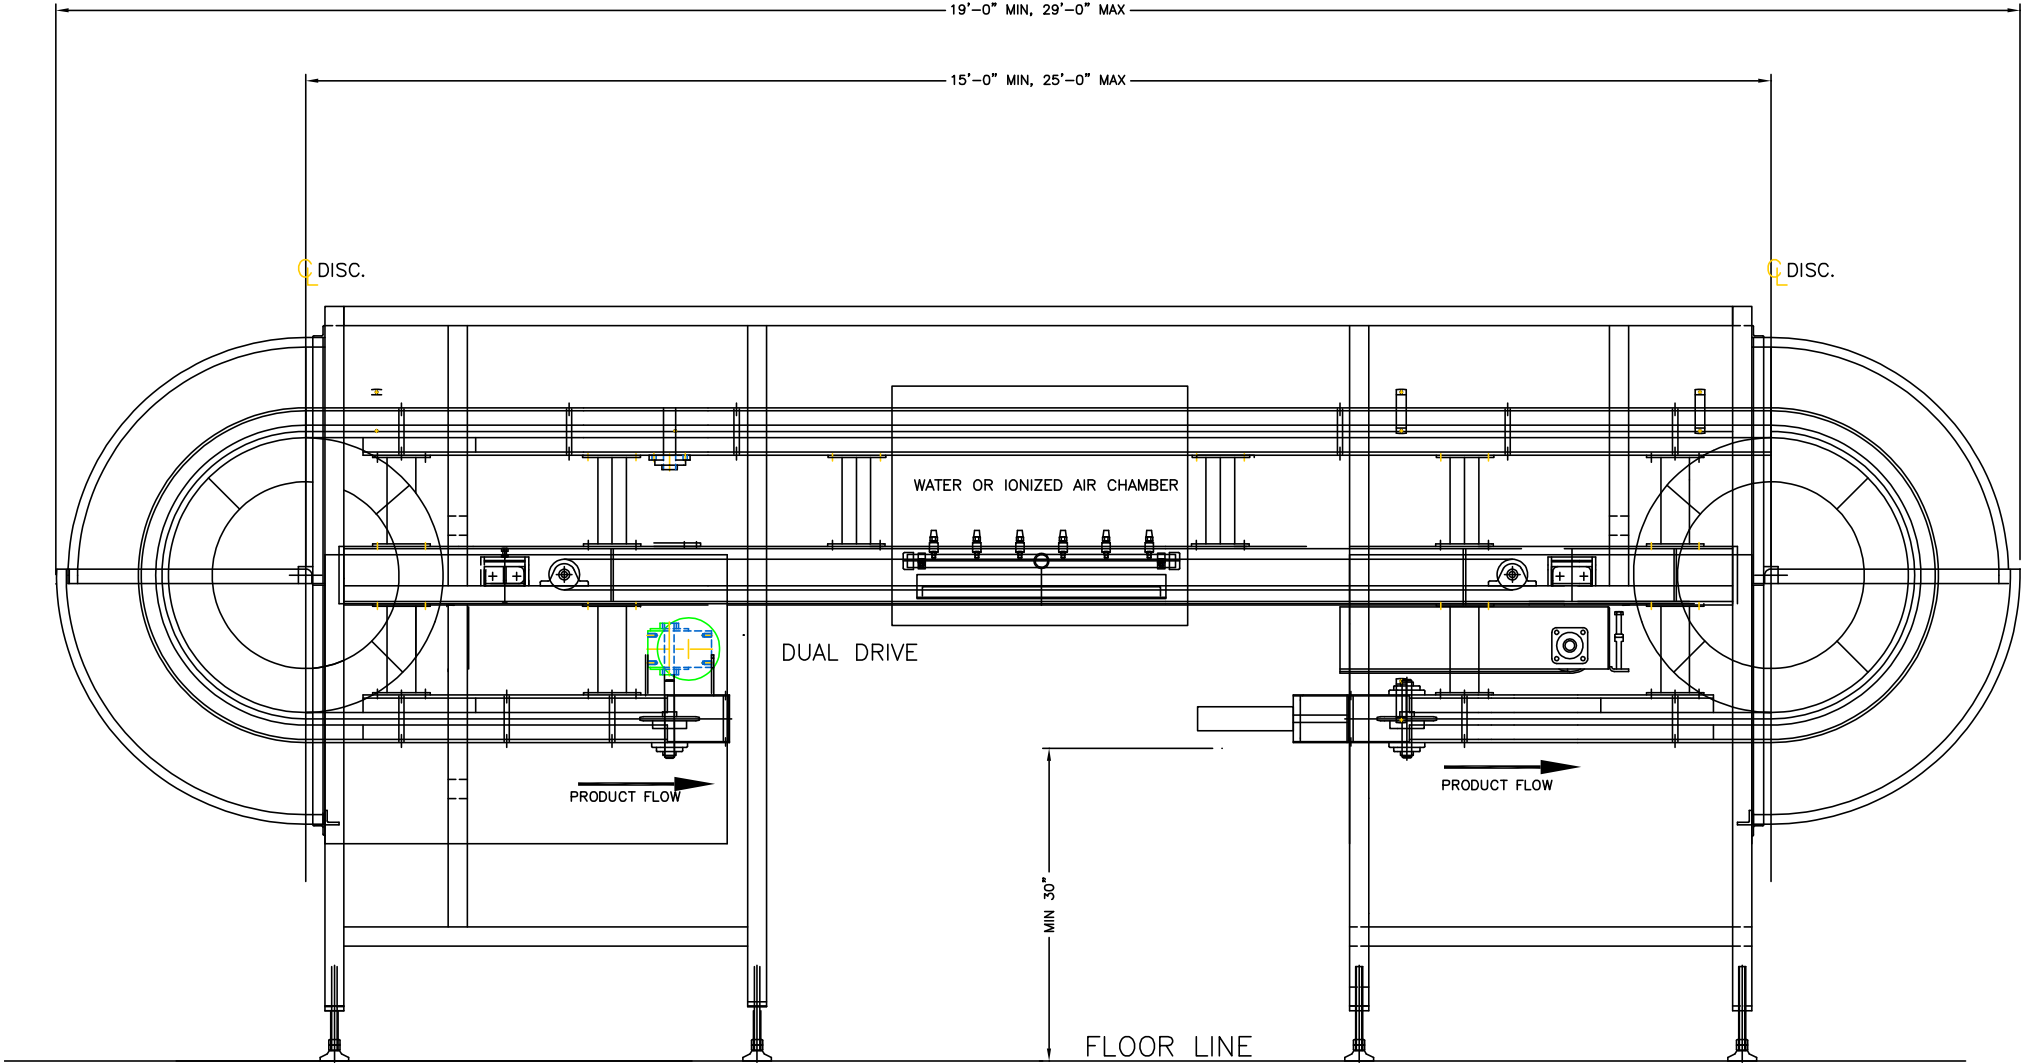 19'-0" MIN, 29'-0" MAX
15'-0" MIN, 25'-0" MAX
℄ DISC.
℄ DISC.
WATER OR IONIZED AIR CHAMBER
DUAL DRIVE
PRODUCT FLOW
PRODUCT FLOW
MIN 30"
FLOOR LINE